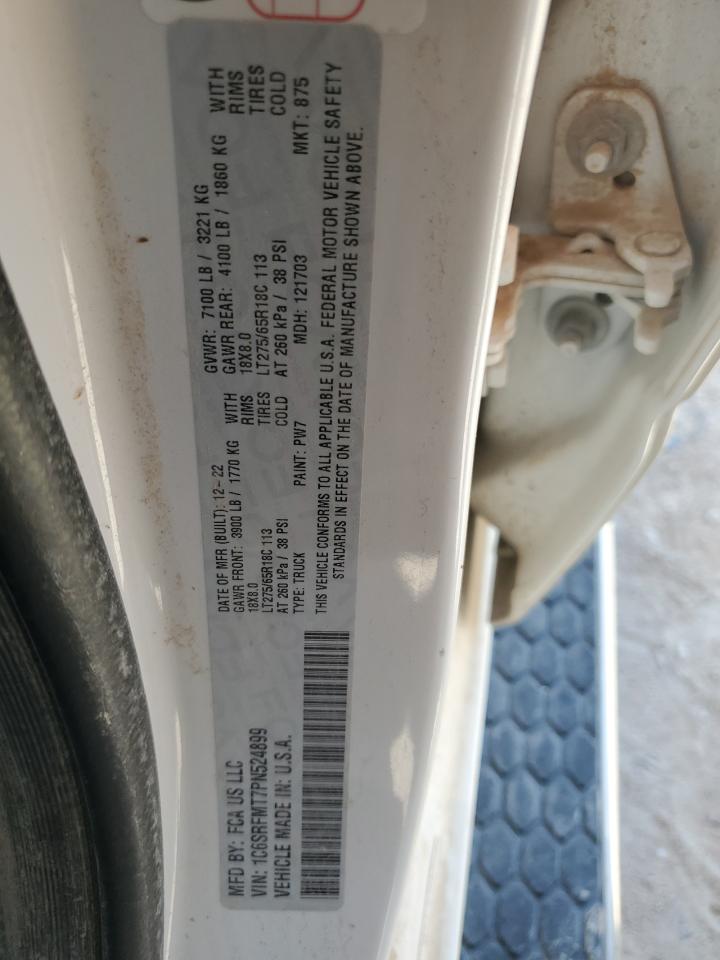 MFD BY: FCA US LLC
VIN: 1C6SRFMT7PN524899
VEHICLE MADE IN: U.S.A.
DATE OF MFR (BUILT): 12-22 GVWR: 7100 LB / 3221 KG
GAWR FRONT: 3900 LB / 1770 KG WITH GAWR REAR: 4100 LB / 1860 KG WITH
18X8.0 RIMS 18X8.0 RIMS
LT275/65R18C 113 TIRES LT275/65R18C 113 TIRES
AT 260 kPa / 38 PSI COLD AT 260 kPa / 38 PSI COLD
TYPE: TRUCK PAINT: PW7 MDH: 121703 MKT: 875
THIS VEHICLE CONFORMS TO ALL APPLICABLE U.S.A. FEDERAL MOTOR VEHICLE SAFETY
STANDARDS IN EFFECT ON THE DATE OF MANUFACTURE SHOWN ABOVE.